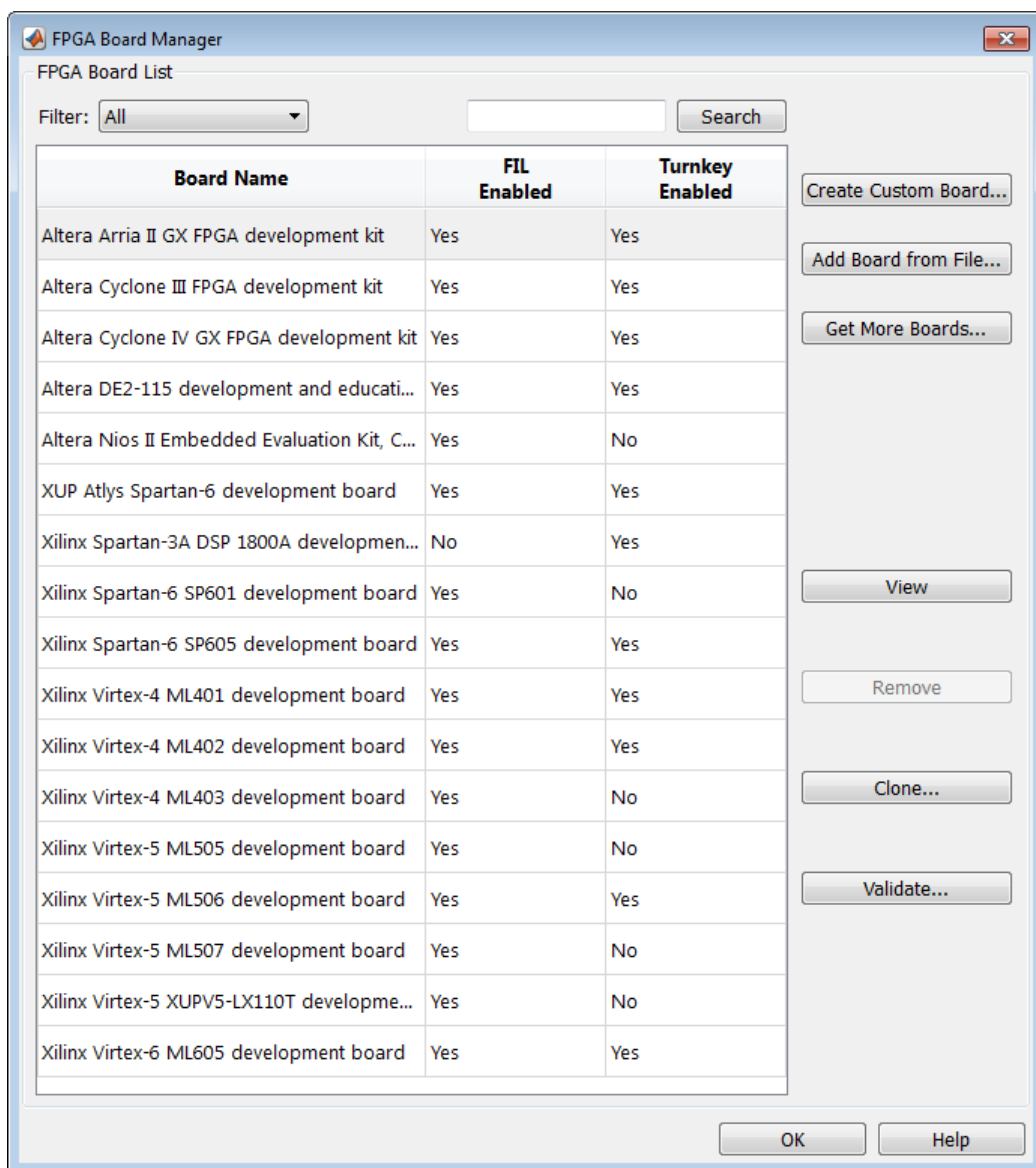 FPGA Board Manager
FPGA Board List
Filter: All Search
Board Name FIL Enabled Turnkey Enabled
Altera Arria II GX FPGA development kit Yes Yes
Altera Cyclone III FPGA development kit Yes Yes
Altera Cyclone IV GX FPGA development kit Yes Yes
Altera DE2-115 development and educati... Yes Yes
Altera Nios II Embedded Evaluation Kit, C... Yes No
XUP Atlys Spartan-6 development board Yes Yes
Xilinx Spartan-3A DSP 1800A developmen... No Yes
Xilinx Spartan-6 SP601 development board Yes No
Xilinx Spartan-6 SP605 development board Yes Yes
Xilinx Virtex-4 ML401 development board Yes Yes
Xilinx Virtex-4 ML402 development board Yes Yes
Xilinx Virtex-4 ML403 development board Yes No
Xilinx Virtex-5 ML505 development board Yes No
Xilinx Virtex-5 ML506 development board Yes Yes
Xilinx Virtex-5 ML507 development board Yes No
Xilinx Virtex-5 XUPV5-LX110T developme... Yes No
Xilinx Virtex-6 ML605 development board Yes Yes
Create Custom Board...
Add Board from File...
Get More Boards...
View
Remove
Clone...
Validate...
OK Help